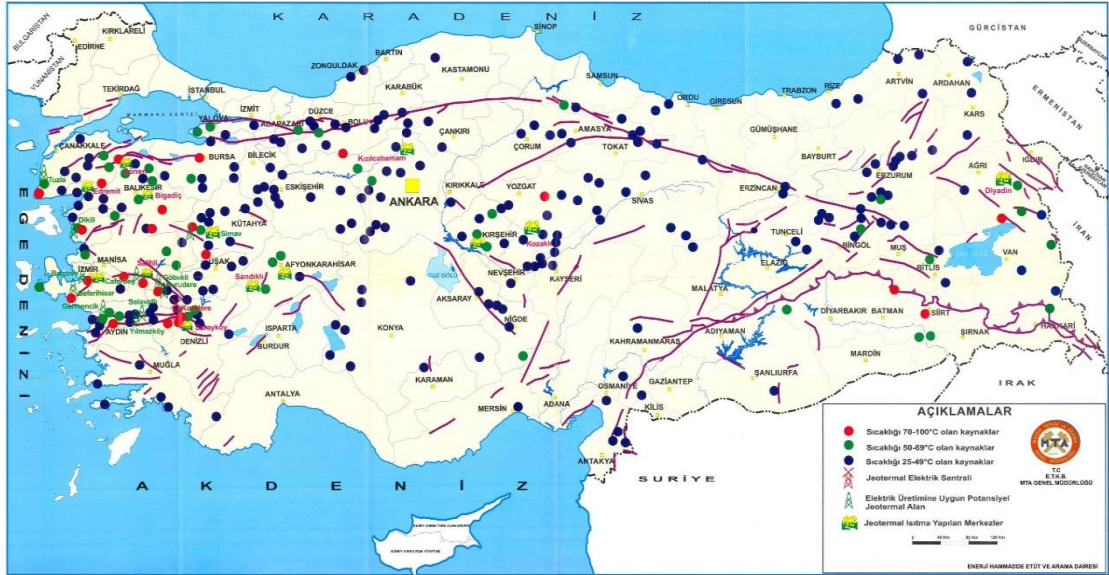 KARADENİZ
BULGARİSTAN
YUNANİSTAN
GÜRCİSTAN
ERMENİSTAN
İRAN
IRAK
SURİYE
EGE DENİZİ
AKDENİZ
MARMARA DENİZİ
KIRKLARELİ
EDİRNE
TEKİRDAĞ
İSTANBUL
YALOVA
İZMİT
ADAPAZARI
DÜZCE
BOLU
ZONGULDAK
BARTIN
KARABÜK
KASTAMONU
SİNOP
SAMSUN
ORDU
GİRESUN
TRABZON
RİZE
ARTVİN
ARDAHAN
KARS
IĞDIR
AĞRI
ÇANAKKALE
BURSA
BİLECİK
ESKİŞEHİR
ANKARA
Kızılcahamam
ÇANKIRI
KIRIKKALE
ÇORUM
AMASYA
TOKAT
YOZGAT
SİVAS
GÜMÜŞHANE
BAYBURT
ERZİNCAN
ERZURUM
Diyadin
Tuzla
Gönen
Edremit
BALIKESİR
Bigadiç
KÜTAHYA
Dikili
Simav
MANİSA
İZMİR
Balçova
Seferihisar
Germencik
Salihli
Salavatlı
Yılmazköy
Sarayköy
UŞAK
Sandıklı
AFYONKARAHİSAR
AYDIN
DENİZLİ
MUĞLA
ISPARTA
BURDUR
ANTALYA
KONYA
TUZ GÖLÜ
AKSARAY
KIRŞEHİR
Kozaklı
NEVŞEHİR
KAYSERİ
NİĞDE
KARAMAN
MERSİN
ADANA
OSMANİYE
ANTAKYA
KİLİS
GAZİANTEP
KAHRAMANMARAŞ
ADIYAMAN
MALATYA
ELAZIĞ
TUNCELİ
BİNGÖL
MUŞ
BİTLİS
VAN
DİYARBAKIR
BATMAN
SİİRT
ŞIRNAK
HAKKARİ
MARDİN
ŞANLIURFA
AÇIKLAMALAR
Sıcaklığı 70-100°C olan kaynaklar
Sıcaklığı 50-69°C olan kaynaklar
Sıcaklığı 25-49°C olan kaynaklar
Jeotermal Elektrik Santrali
Elektrik Üretimine Uygun Potansiyel
Jeotermal Alan
Jeotermal Isıtma Yapılan Merkezler
MTA
T.C
E.T.K.B.
MTA GENEL MÜDÜRLÜĞÜ
ENERJİ HAMMADDE ETÜT VE ARAMA DAİRESİ